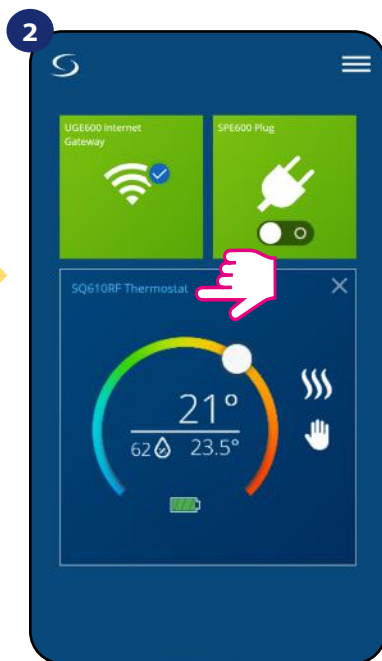 2
UGE600 Internet
Gateway
SPE600 Plug
SQ610RF Thermostat
21°
62 23.5°